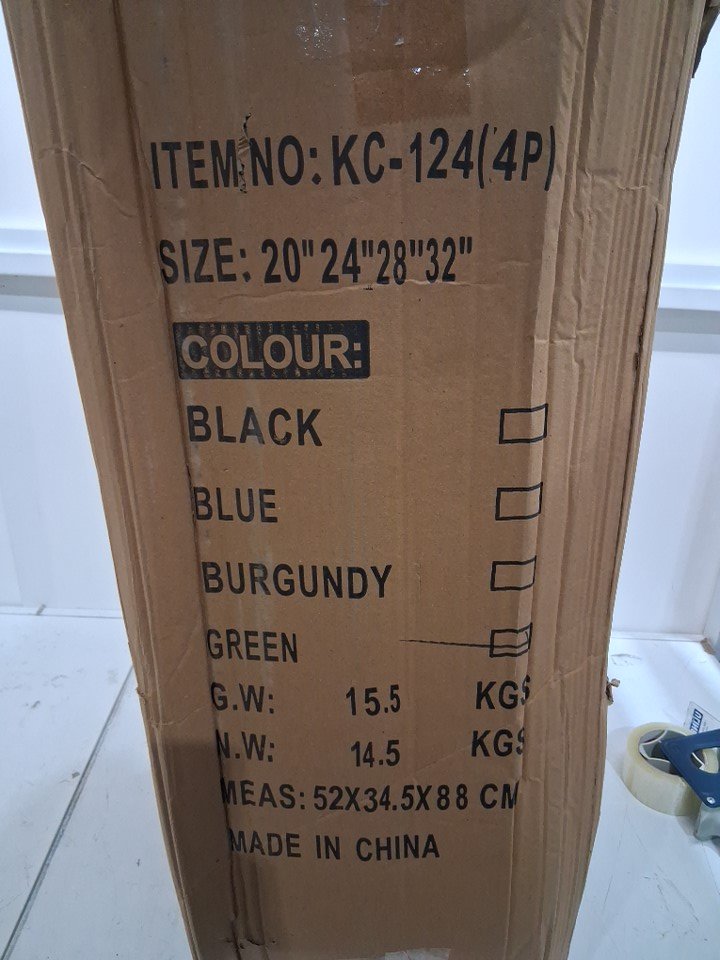 ITEM NO: KC-124(4P)
SIZE: 20"24"28"32"
COLOUR:
BLACK
BLUE
BURGUNDY
GREEN
G.W: 15.5 KGS
N.W: 14.5 KGS
MEAS: 52X34.5X88 CM
MADE IN CHINA